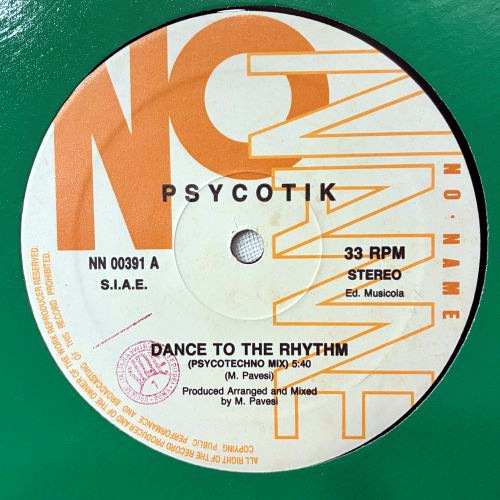 NO
NAME
NO'NAME
PSYCOTIK
NN 00391 A
S.I.A.E.
33 RPM
STEREO
Ed. Musicola
DANCE TO THE RHYTHM
(PSYCOTECHNO MIX) 5:40
(M. Pavesi)
Produced Arranged and Mixed
by M. Pavesi
ALL RIGHT OF THE RECORD PRODUCER AND OF THE OWNER OF THE WORK REPRODUCER RESERVED.
COPYING PUBLIC PERFORMANCE AND BROADCASTING OF THIS RECORD PROHIBITED.